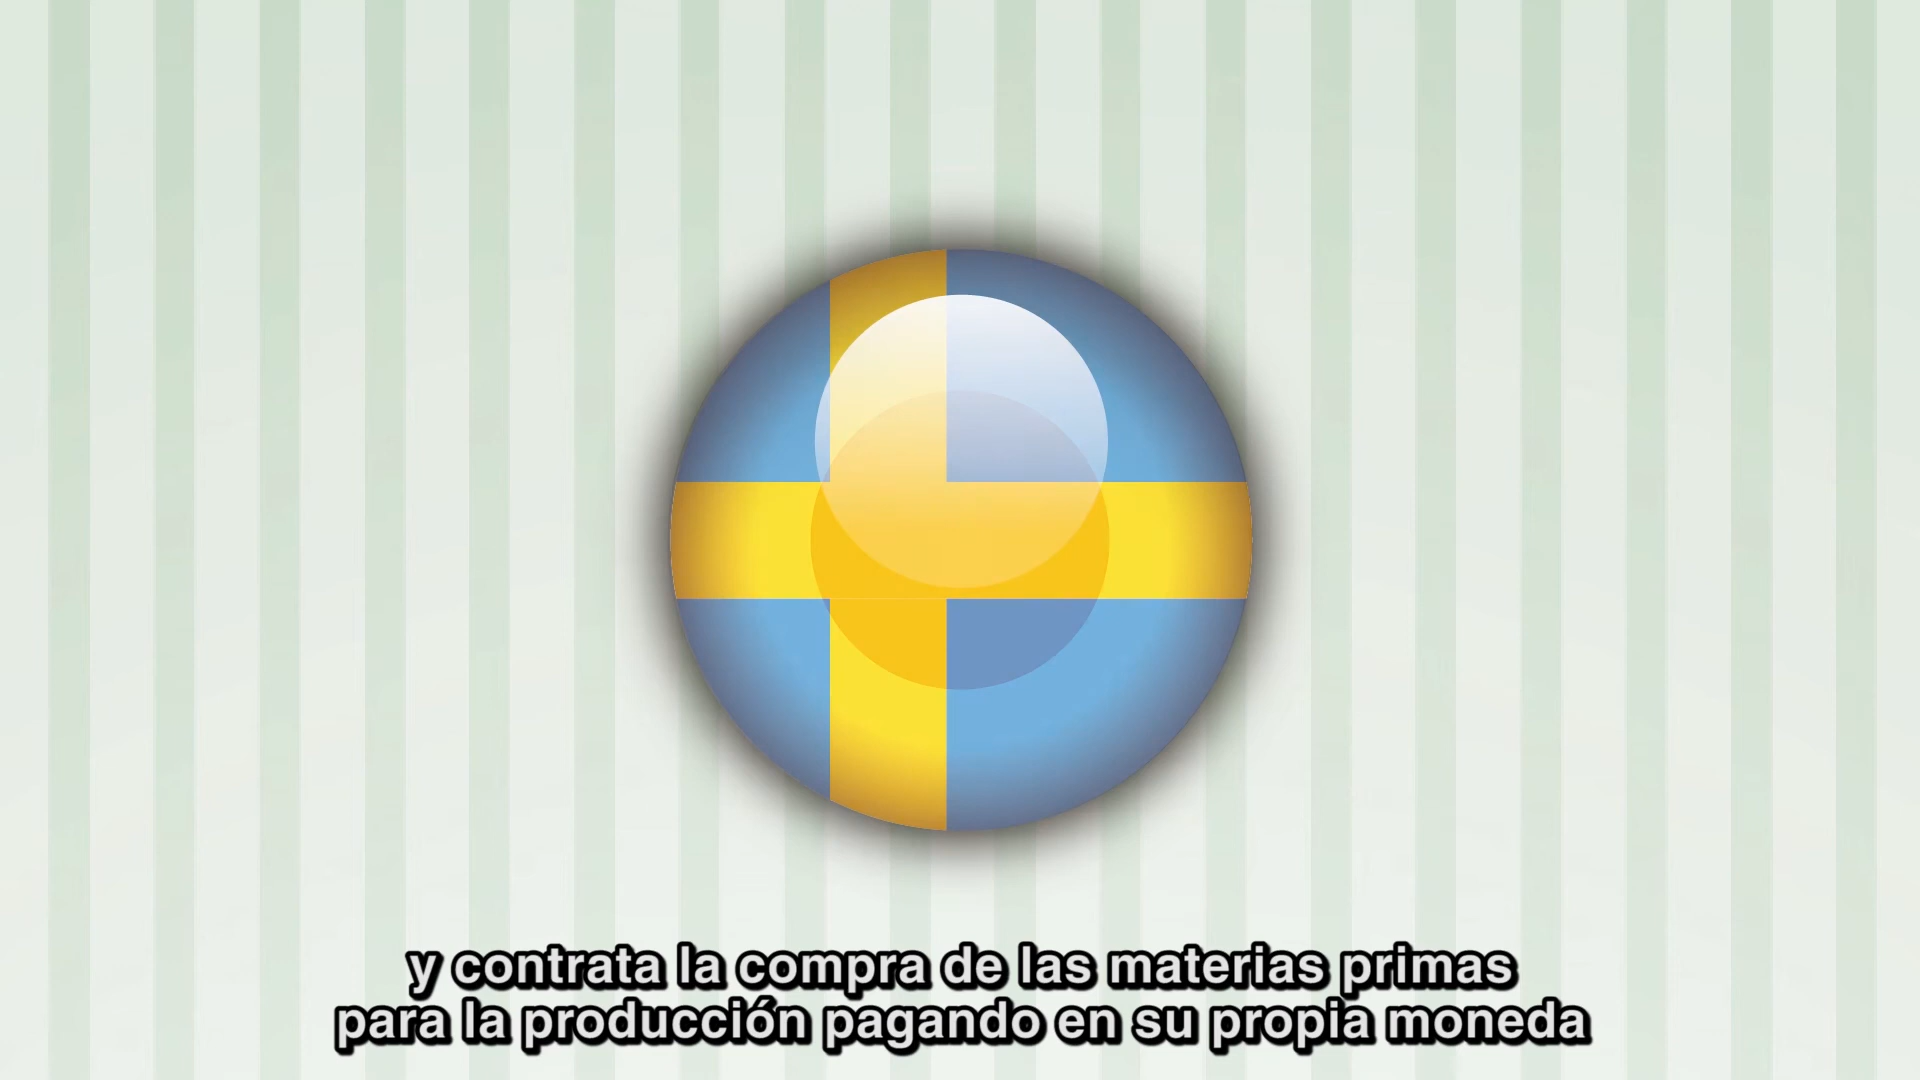 y contrata la compra de las materias primas
para la producción pagando en su propia moneda